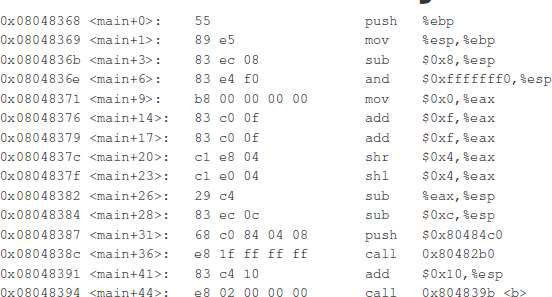 0x08048368 <main+0>: 55 push %ebp
0x08048369 <main+1>: 89 e5 mov %esp,%ebp
0x0804836b <main+3>: 83 ec 08 sub $0x8,%esp
0x0804836e <main+6>: 83 e4 f0 and $0xfffffff0,%esp
0x08048371 <main+9>: b8 00 00 00 00 mov $0x0,%eax
0x08048376 <main+14>: 83 c0 0f add $0xf,%eax
0x08048379 <main+17>: 83 c0 0f add $0xf,%eax
0x0804837c <main+20>: c1 e8 04 shr $0x4,%eax
0x0804837f <main+23>: c1 e0 04 shl $0x4,%eax
0x08048382 <main+26>: 29 c4 sub %eax,%esp
0x08048384 <main+28>: 83 ec 0c sub $0xc,%esp
0x08048387 <main+31>: 68 c0 84 04 08 push $0x80484c0
0x0804838c <main+36>: e8 1f ff ff ff call 0x80482b0
0x08048391 <main+41>: 83 c4 10 add $0x10,%esp
0x08048394 <main+44>: e8 02 00 00 00 call 0x804839b <b>